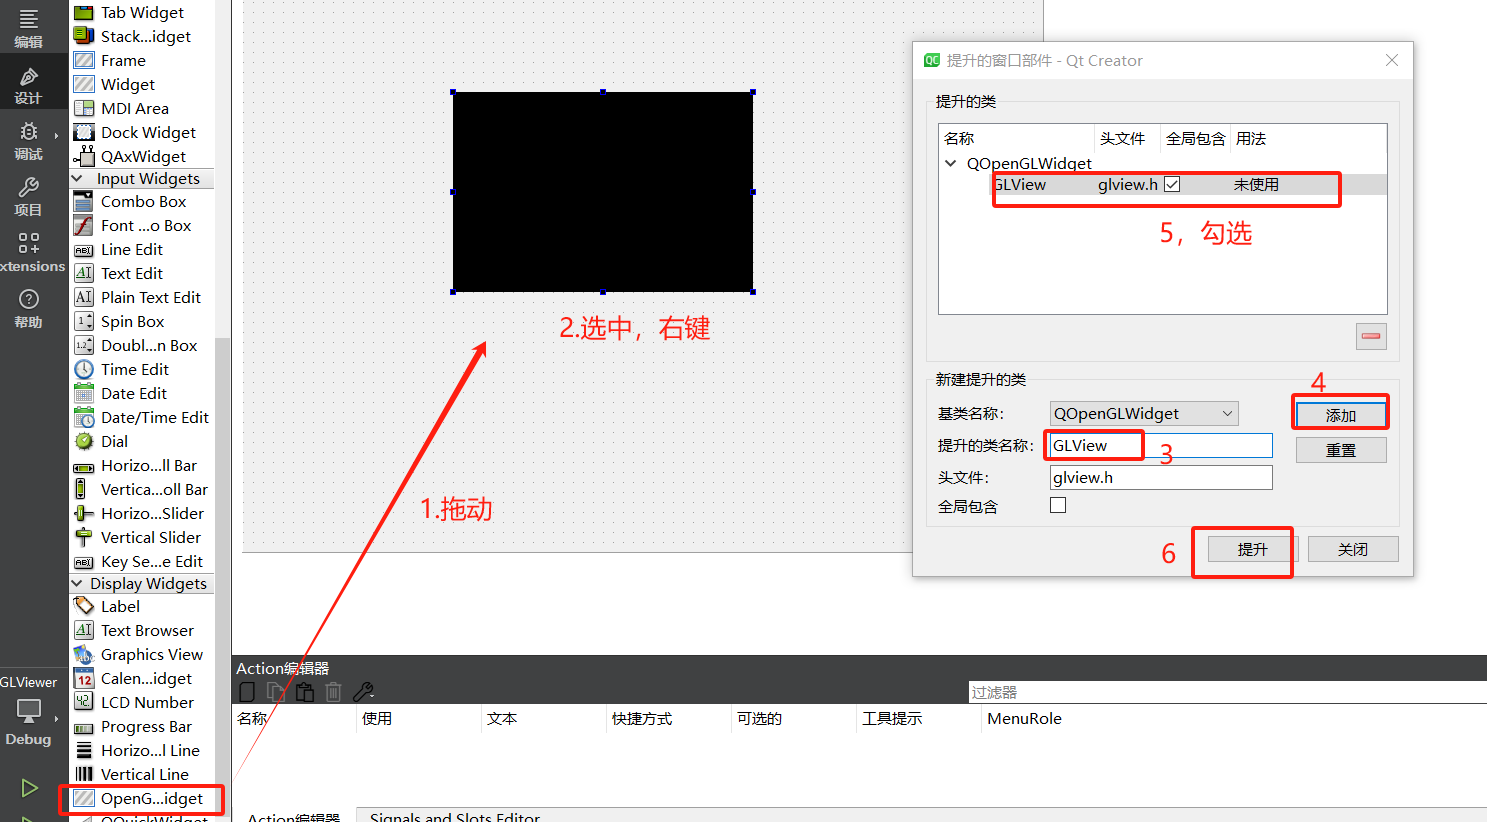 编辑
设计
调试
项目
xtensions
帮助
GLViewer
Debug
Tab Widget
Stack...idget
Frame
Widget
MDI Area
Dock Widget
QAxWidget
Input Widgets
Combo Box
Font ...o Box
Line Edit
Text Edit
Plain Text Edit
Spin Box
Doubl...n Box
Time Edit
Date Edit
Date/Time Edit
Dial
Horizo...ll Bar
Vertica...oll Bar
Horizo...Slider
Vertical Slider
Key Se...e Edit
Display Widgets
Label
Text Browser
Graphics View
Calen...idget
LCD Number
Progress Bar
Horizo...l Line
Vertical Line
OpenG...idget
QQuickWidget
1.拖动
2.选中，右键
提升的窗口部件 - Qt Creator
提升的类
名称 头文件 全局包含 用法
QOpenGLWidget
GLView glview.h 未使用
5，勾选
新建提升的类
4
基类名称： QOpenGLWidget 添加
提升的类名称： GLView 3 重置
头文件： glview.h
全局包含
6 提升 关闭
Action编辑器
过滤器
名称 使用 文本 快捷方式 可选的 工具提示 MenuRole
Action编辑器 Signals and Slots Editor